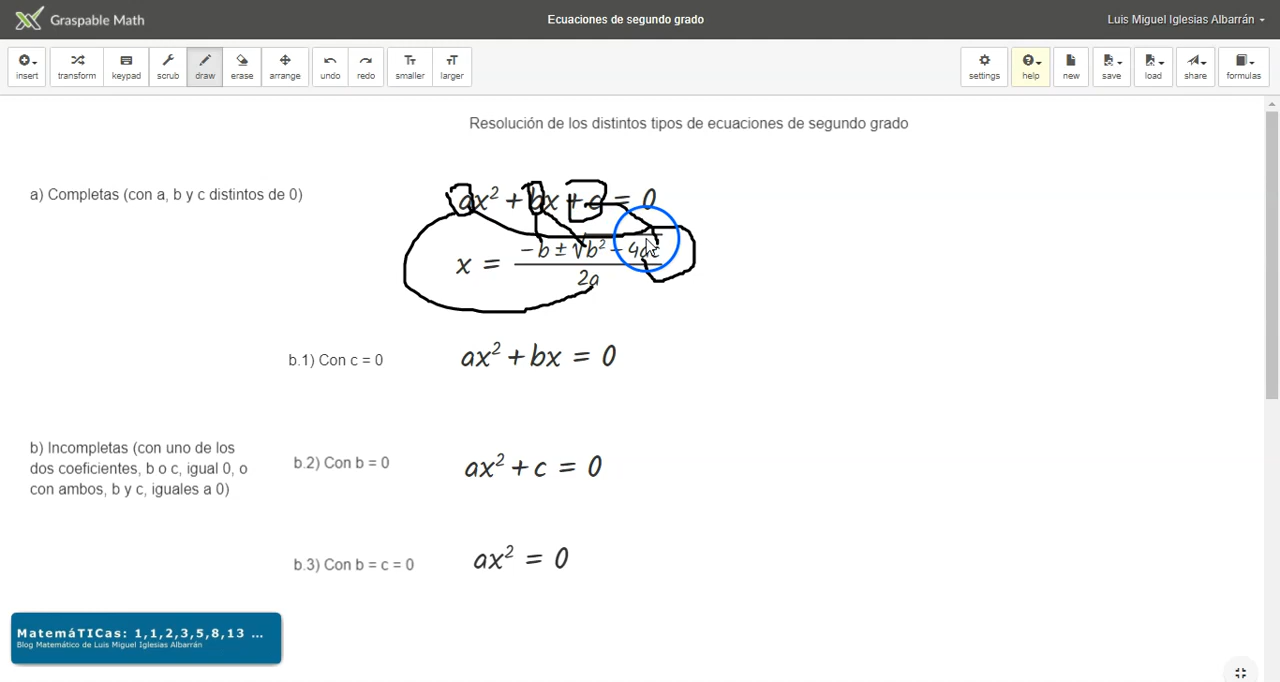 Graspable Math
Ecuaciones de segundo grado
Luis Miguel Iglesias Albarrán
insert transform keypad scrub draw erase arrange undo redo smaller larger settings help new save load share formulas
Resolución de los distintos tipos de ecuaciones de segundo grado
a) Completas (con a, b y c distintos de 0)
ax² + bx + c = 0
x = (-b ± √b² - 4ac) / 2a
b.1) Con c = 0
ax² + bx = 0
b) Incompletas (con uno de los
dos coeficientes, b o c, igual 0, o
con ambos, b y c, iguales a 0)
b.2) Con b = 0
ax² + c = 0
b.3) Con b = c = 0
ax² = 0
MatemáTICas: 1,1,2,3,5,8,13 ...
Blog Matemático de Luis Miguel Iglesias Albarrán